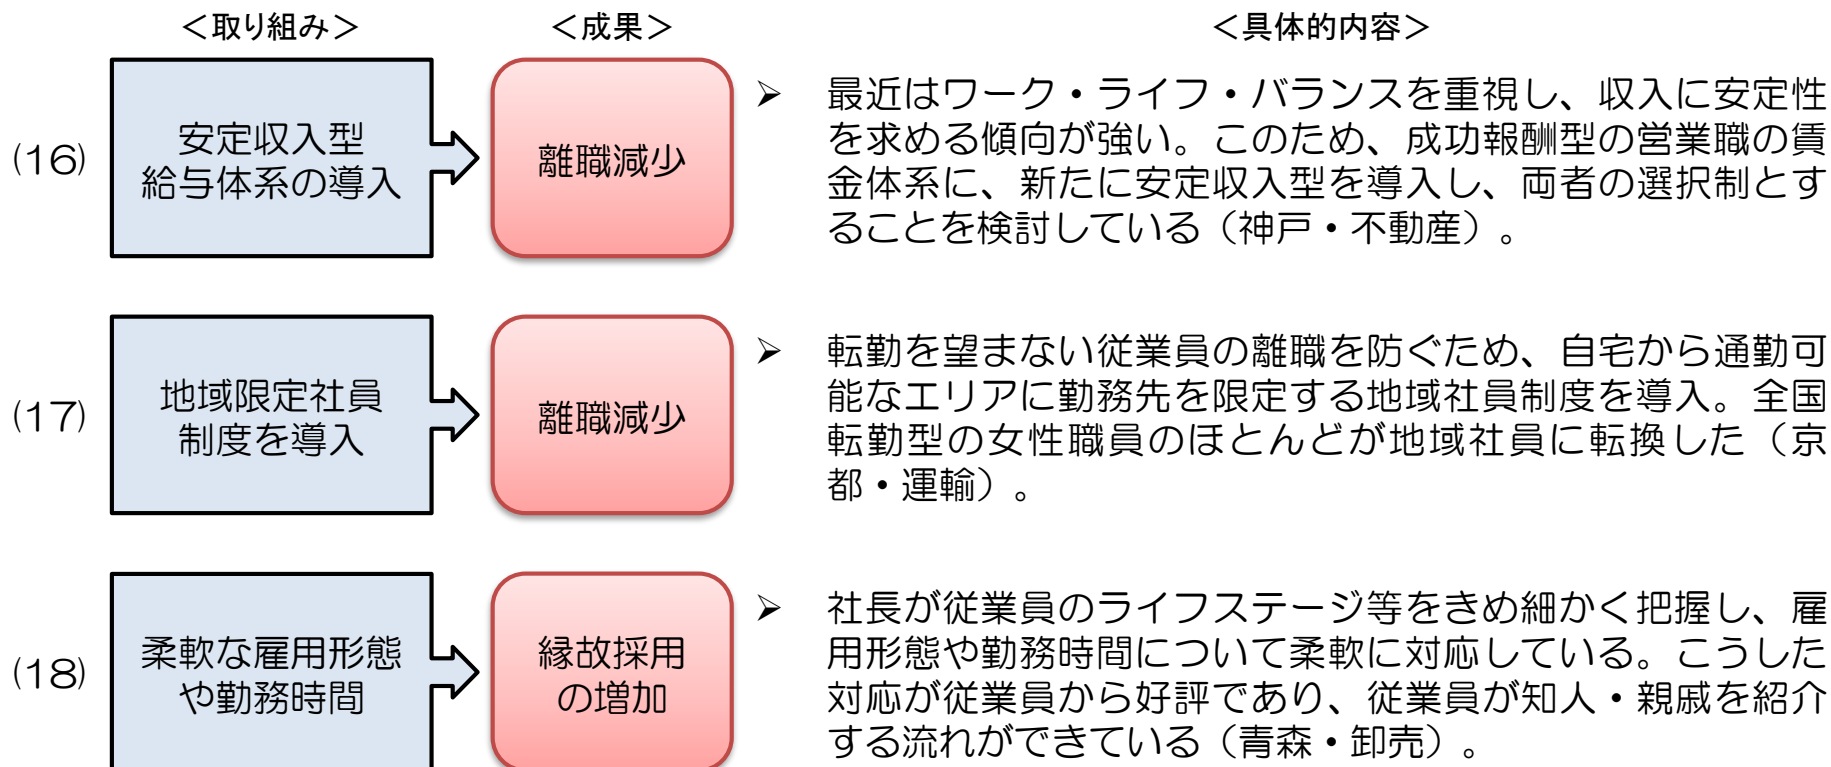 ＜取り組み＞
＜成果＞
＜具体的内容＞
(16)
安定収入型
給与体系の導入
離職減少
➢ 最近はワーク・ライフ・バランスを重視し、収入に安定性
を求める傾向が強い。このため、成功報酬型の営業職の賃
金体系に、新たに安定収入型を導入し、両者の選択制とす
ることを検討している（神戸・不動産）。
(17)
地域限定社員
制度を導入
離職減少
➢ 転勤を望まない従業員の離職を防ぐため、自宅から通勤可
能なエリアに勤務先を限定する地域社員制度を導入。全国
転勤型の女性職員のほとんどが地域社員に転換した（京
都・運輸）。
(18)
柔軟な雇用形態
や勤務時間
縁故採用
の増加
➢ 社長が従業員のライフステージ等をきめ細かく把握し、雇
用形態や勤務時間について柔軟に対応している。こうした
対応が従業員から好評であり、従業員が知人・親戚を紹介
する流れができている（青森・卸売）。